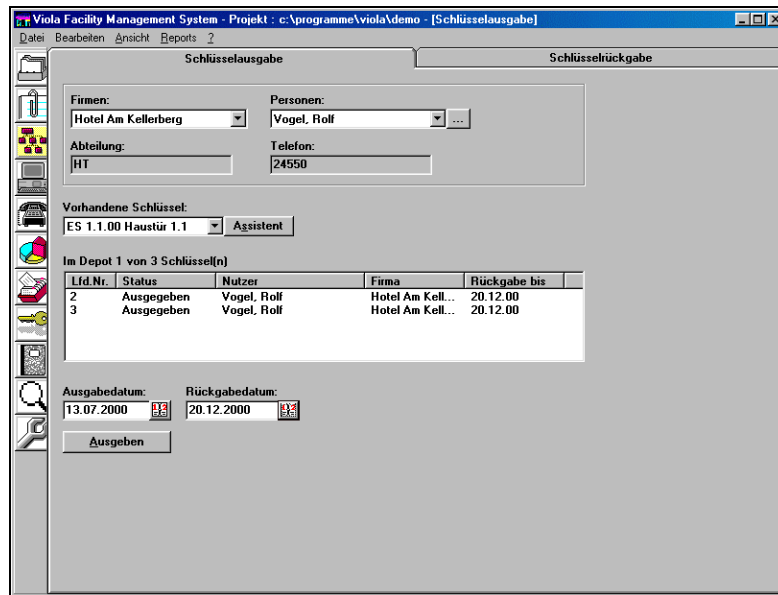 Viola Facility Management System - Projekt : c:\programme\viola\demo - [Schlüsselausgabe]
Datei Bearbeiten Ansicht Reports ?
Schlüsselausgabe Schlüsselrückgabe
Firmen: Personen:
Hotel Am Kellerberg Vogel, Rolf ...
Abteilung: Telefon:
HT 24550
Vorhandene Schlüssel:
ES 1.1.00 Haustür 1.1 Assistent
Im Depot 1 von 3 Schlüssel(n)
Lfd.Nr. Status Nutzer Firma Rückgabe bis
2 Ausgegeben Vogel, Rolf Hotel Am Kell... 20.12.00
3 Ausgegeben Vogel, Rolf Hotel Am Kell... 20.12.00
Ausgabedatum: Rückgabedatum:
13.07.2000 20.12.2000
Ausgeben